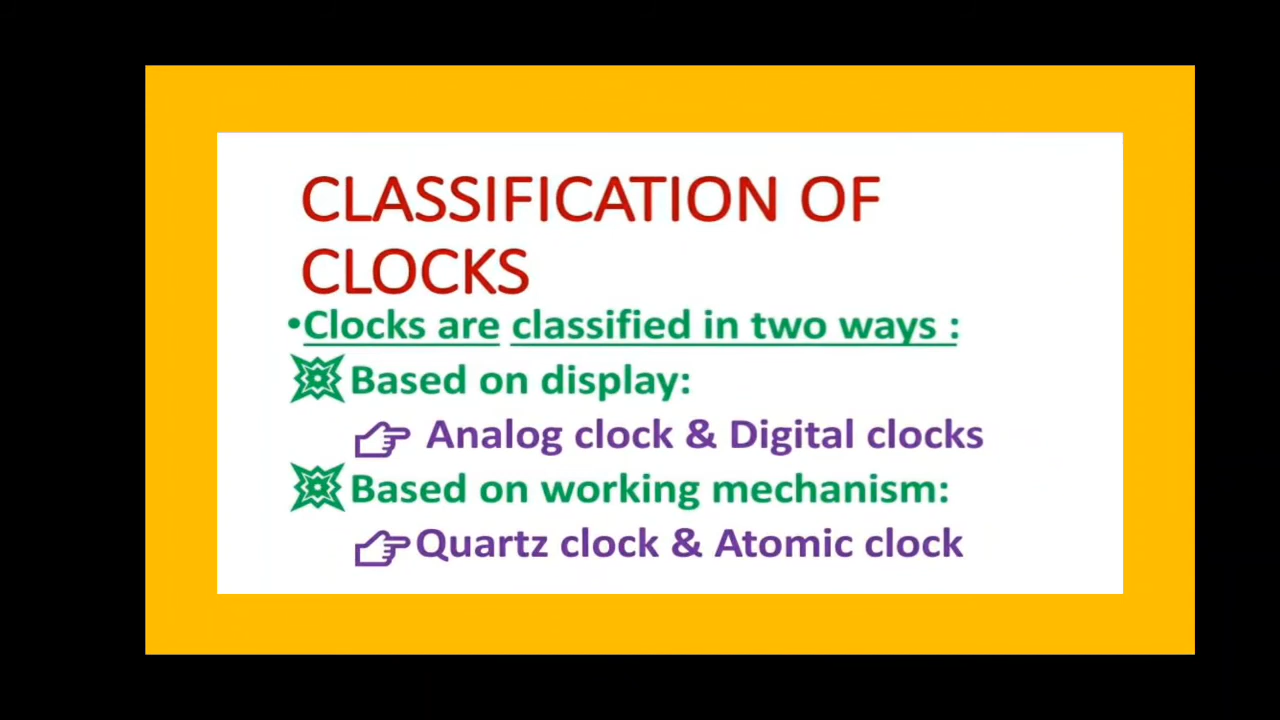 CLASSIFICATION OF
CLOCKS
•Clocks are classified in two ways :
Based on display:
Analog clock & Digital clocks
Based on working mechanism:
Quartz clock & Atomic clock